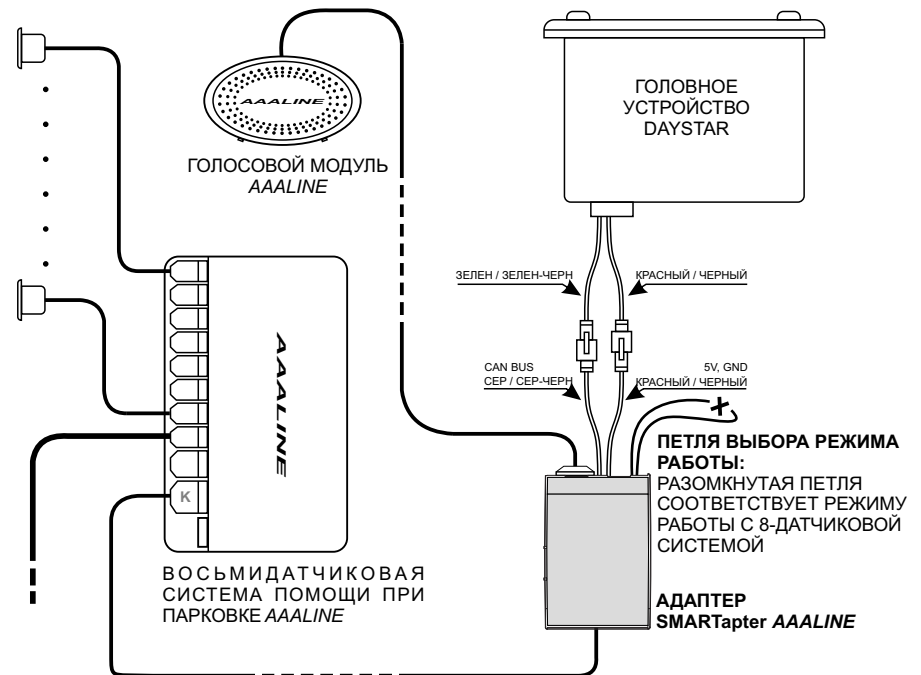 AAALINE
ГОЛОСОВОЙ МОДУЛЬ
AAALINE
ГОЛОВНОЕ
УСТРОЙСТВО
DAYSTAR
ЗЕЛЕН / ЗЕЛЕН-ЧЕРН
КРАСНЫЙ / ЧЕРНЫЙ
CAN BUS
СЕР / СЕР-ЧЕРН
5V, GND
КРАСНЫЙ / ЧЕРНЫЙ
AAALINE
K
ПЕТЛЯ ВЫБОРА РЕЖИМА
РАБОТЫ:
РАЗОМКНУТАЯ ПЕТЛЯ
СООТВЕТСТВУЕТ РЕЖИМУ
РАБОТЫ С 8-ДАТЧИКОВОЙ
СИСТЕМОЙ
ВОСЬМИДАТЧИКОВАЯ
СИСТЕМА ПОМОЩИ ПРИ
ПАРКОВКЕ AAALINE
АДАПТЕР
SMARTapter AAALINE